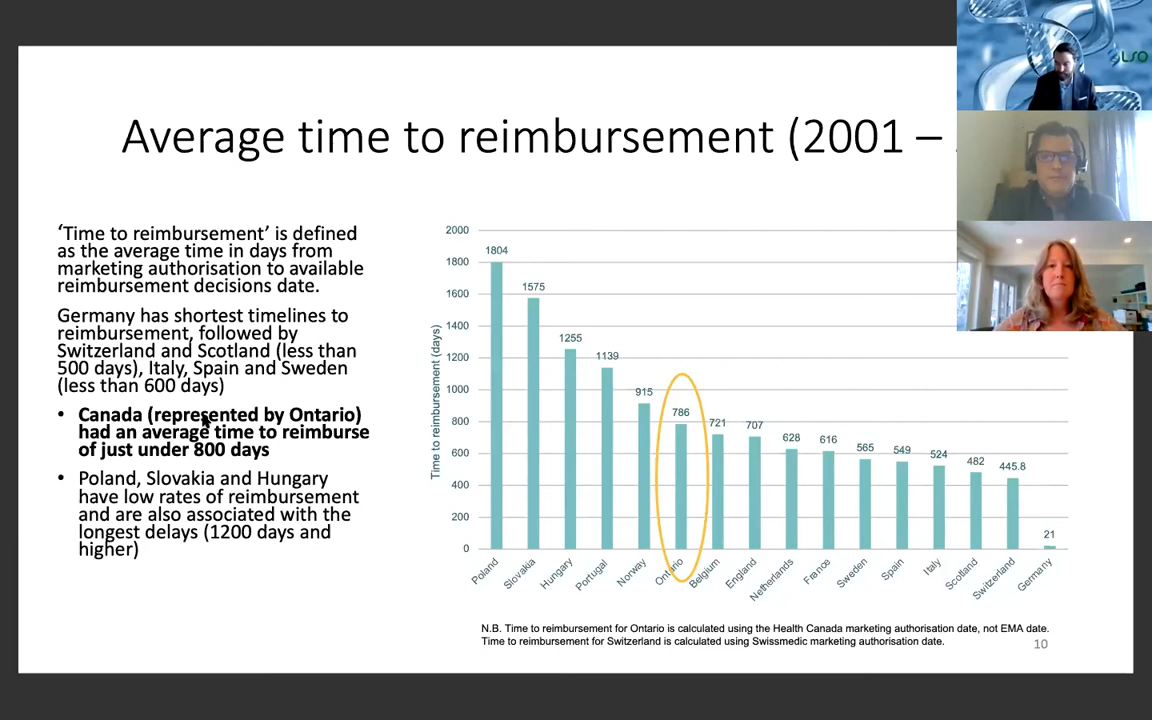 Average time to reimbursement (2001 –
LSO
‘Time to reimbursement’ is defined
as the average time in days from
marketing authorisation to available
reimbursement decisions date.
Germany has shortest timelines to
reimbursement, followed by
Switzerland and Scotland (less than
500 days), Italy, Spain and Sweden
(less than 600 days)
• Canada (represented by Ontario)
had an average time to reimburse
of just under 800 days
• Poland, Slovakia and Hungary
have low rates of reimbursement
and are also associated with the
longest delays (1200 days and
higher)
Time to reimbursement (days)
2000
1800
1600
1400
1200
1000
800
600
400
200
0
1804
1575
1255
1139
915
786
721
707
628
616
565
549
524
482
445.8
21
Poland
Slovakia
Hungary
Portugal
Norway
Ontario
Belgium
England
Netherlands
France
Sweden
Spain
Italy
Scotland
Switzerland
Germany
N.B. Time to reimbursement for Ontario is calculated using the Health Canada marketing authorisation date, not EMA date.
Time to reimbursement for Switzerland is calculated using Swissmedic marketing authorisation date.
10